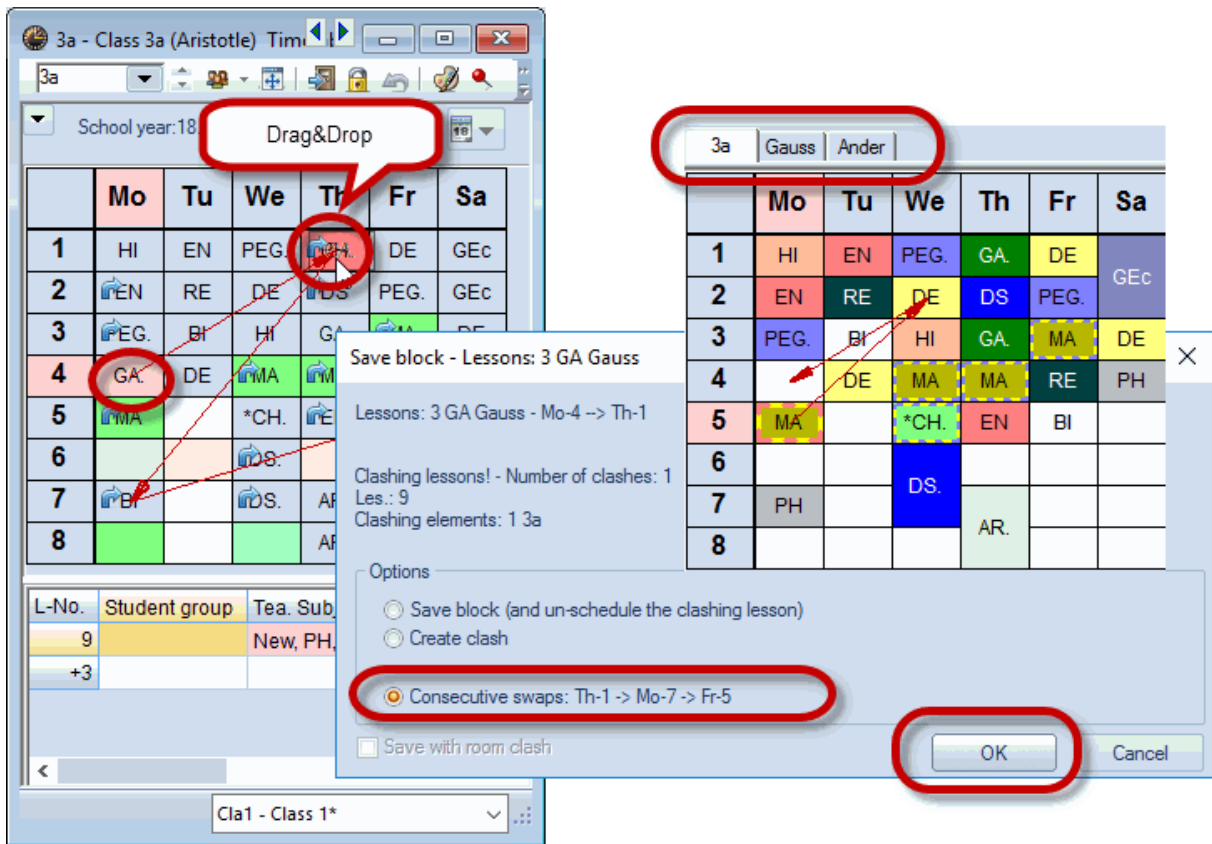 3a - Class 3a (Aristotle) Tim
3a
School year:18.
18
Drag&Drop
Mo Tu We Th Fr Sa
1 HI EN PEG. CH. DE GEc
2 EN RE DE DS PEG. GEc
3 PEG. BI HI GA. MA DE
4 GA. DE MA M
5 MA *CH. E
6 DS.
7 BI DS. AR
8 AR
L-No. Student group Tea. Sub.
9 New, PH,
+3
Cla1 - Class 1*
3a Gauss Ander
Mo Tu We Th Fr Sa
1 HI EN PEG. GA. DE GEc
2 EN RE DE DS PEG.
3 PEG. BI HI GA. MA DE
4 DE MA MA RE PH
5 MA *CH. EN BI
6 DS.
7 PH AR.
8
Save block - Lessons: 3 GA Gauss
Lessons: 3 GA Gauss - Mo-4 --> Th-1
Clashing lessons! - Number of clashes: 1
Les.: 9
Clashing elements: 1 3a
Options
Save block (and un-schedule the clashing lesson)
Create clash
Consecutive swaps: Th-1 -> Mo-7 -> Fr-5
Save with room clash
OK
Cancel